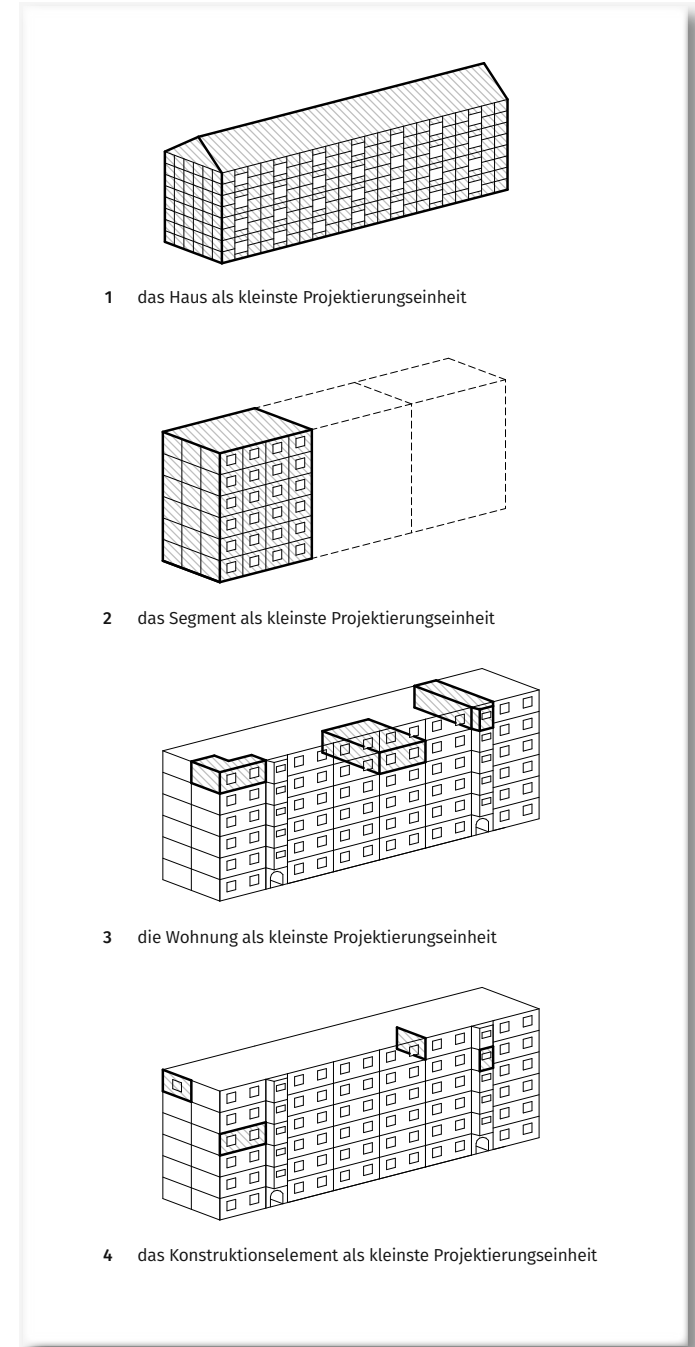 1 das Haus als kleinste Projektierungseinheit
2 das Segment als kleinste Projektierungseinheit
3 die Wohnung als kleinste Projektierungseinheit
4 das Konstruktionselement als kleinste Projektierungseinheit